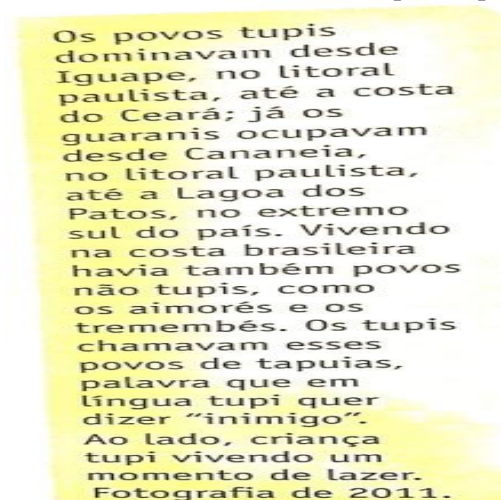 Os povos tupis
dominavam desde
Iguape, no litoral
paulista, até a costa
do Ceará; já os
guaranis ocupavam
desde Cananeia,
no litoral paulista,
até a Lagoa dos
Patos, no extremo
sul do país. Vivendo
na costa brasileira
havia também povos
não tupis, como
os aimorés e os
tremembés. Os tupis
chamavam esses
povos de tapuias,
palavra que em
língua tupi quer
dizer “inimigo”.
Ao lado, criança
tupi vivendo um
momento de lazer.
Fotografia de 2011.